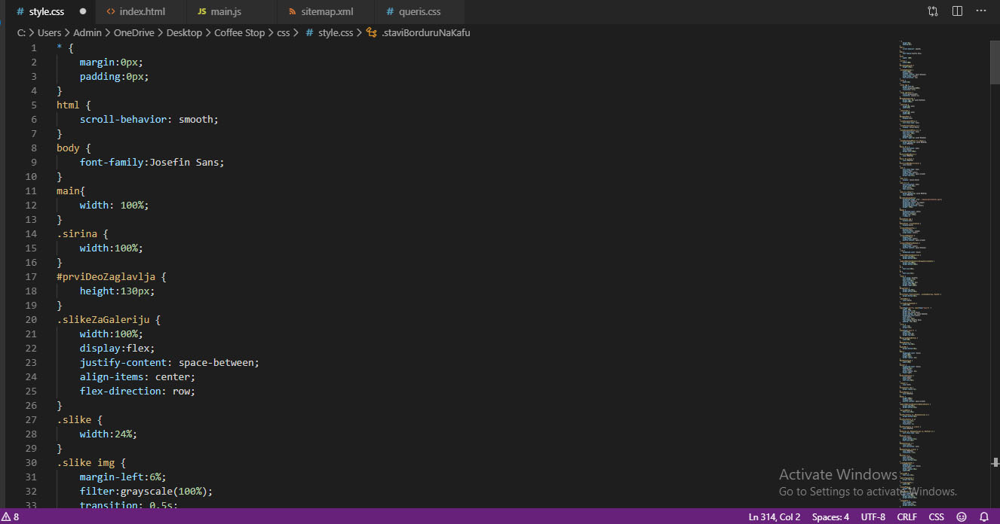 # style.css ● <> index.html JS main.js sitemap.xml # queris.css
C: > Users > Admin > OneDrive > Desktop > Coffee Stop > css > # style.css > .staviBorduruNaKafu
1 * {
2 margin:0px;
3 padding:0px;
4 }
5 html {
6 scroll-behavior: smooth;
7 }
8 body {
9 font-family:Josefin Sans;
10 }
11 main{
12 width: 100%;
13 }
14 .sirina {
15 width:100%;
16 }
17 #prviDeoZaglavlja {
18 height:130px;
19 }
20 .slikeZaGaleriju {
21 width:100%;
22 display:flex;
23 justify-content: space-between;
24 align-items: center;
25 flex-direction: row;
26 }
27 .slike {
28 width:24%;
29 }
30 .slike img {
31 margin-left:6%;
32 filter:grayscale(100%);
33 transition: 0.5s;
Activate Windows
Go to Settings to activate Windows.
8 Ln 314, Col 2 Spaces: 4 UTF-8 CRLF CSS